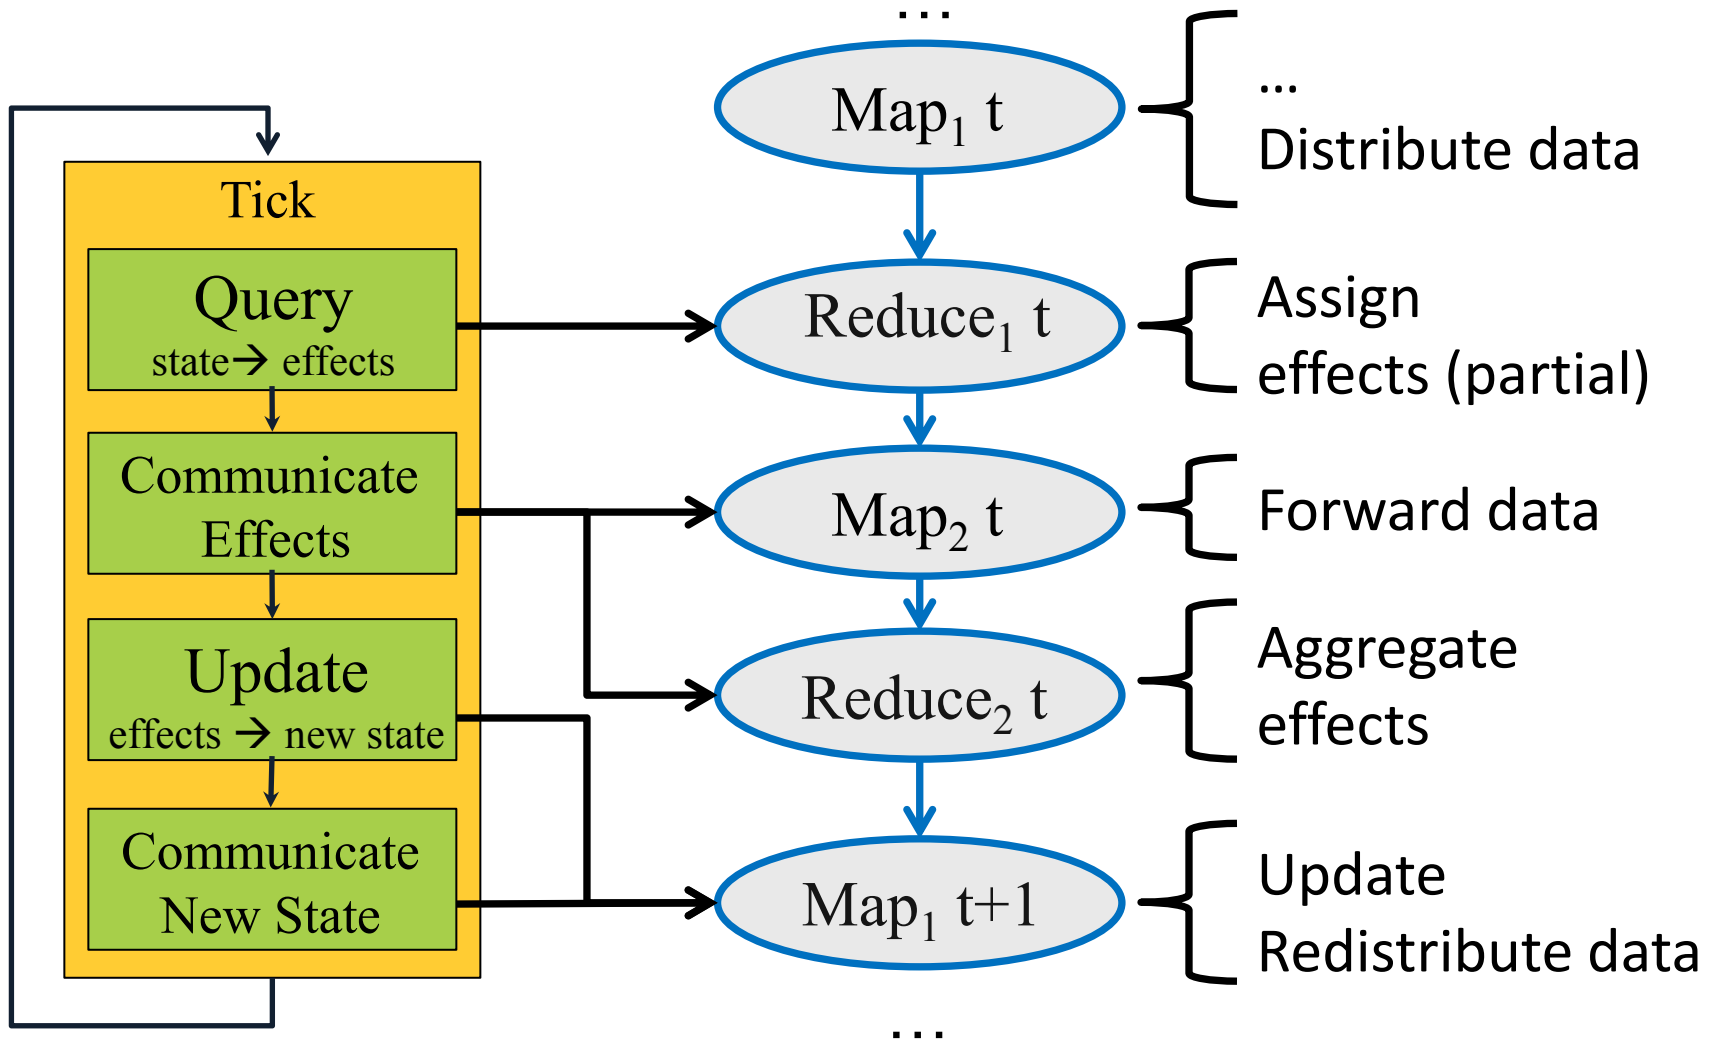 Tick
Query
state→ effects
Communicate
Effects
Update
effects → new state
Communicate
New State
...
Map₁ t
Reduce₁ t
Map₂ t
Reduce₂ t
Map₁ t+1
...
...
Distribute data
Assign
effects (partial)
Forward data
Aggregate
effects
Update
Redistribute data